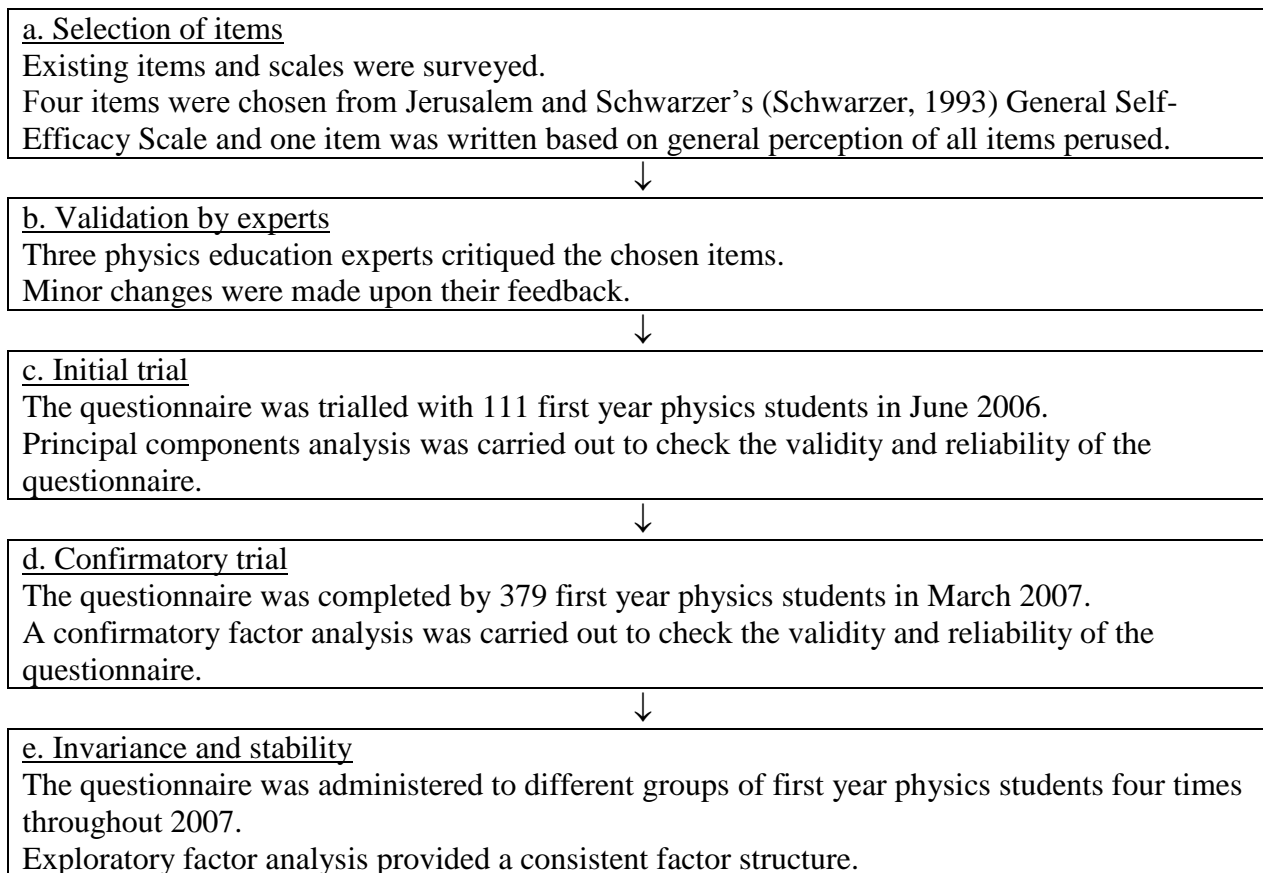 a. Selection of items
Existing items and scales were surveyed.
Four items were chosen from Jerusalem and Schwarzer’s (Schwarzer, 1993) General Self-
Efficacy Scale and one item was written based on general perception of all items perused.
↓
b. Validation by experts
Three physics education experts critiqued the chosen items.
Minor changes were made upon their feedback.
↓
c. Initial trial
The questionnaire was trialled with 111 first year physics students in June 2006.
Principal components analysis was carried out to check the validity and reliability of the
questionnaire.
↓
d. Confirmatory trial
The questionnaire was completed by 379 first year physics students in March 2007.
A confirmatory factor analysis was carried out to check the validity and reliability of the
questionnaire.
↓
e. Invariance and stability
The questionnaire was administered to different groups of first year physics students four times
throughout 2007.
Exploratory factor analysis provided a consistent factor structure.